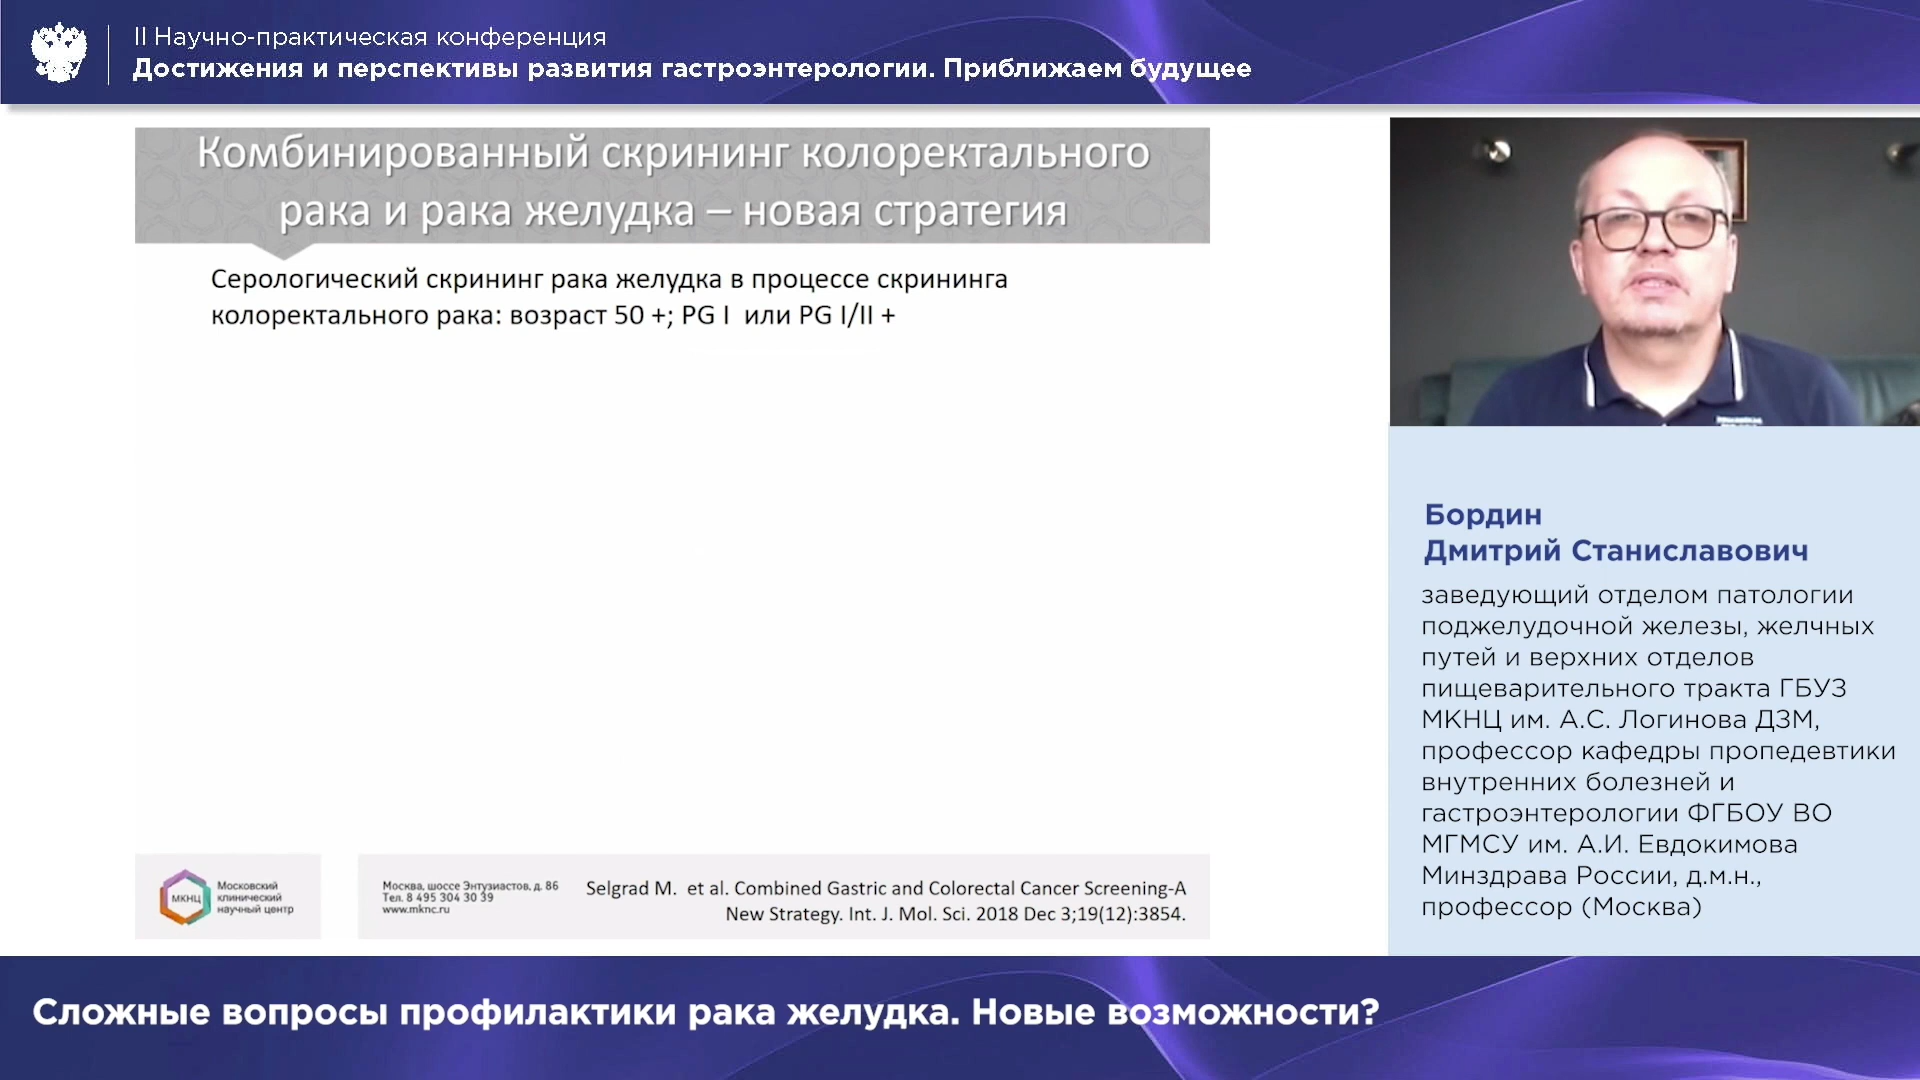 II Научно-практическая конференция
Достижения и перспективы развития гастроэнтерологии. Приближаем будущее
Комбинированный скрининг колоректального
рака и рака желудка – новая стратегия
Серологический скрининг рака желудка в процессе скрининга
колоректального рака: возраст 50 +; PG I или PG I/II +
МКНЦ
Московский
клинический
научный центр
Москва, шоссе Энтузиастов, д. 86
Тел. 8 495 304 30 39
www.mknc.ru
Selgrad M. et al. Combined Gastric and Colorectal Cancer Screening-A
New Strategy. Int. J. Mol. Sci. 2018 Dec 3;19(12):3854.
Бордин
Дмитрий Станиславович
заведующий отделом патологии
поджелудочной железы, желчных
путей и верхних отделов
пищеварительного тракта ГБУЗ
МКНЦ им. А.С. Логинова ДЗМ,
профессор кафедры пропедевтики
внутренних болезней и
гастроэнтерологии ФГБОУ ВО
МГМСУ им. А.И. Евдокимова
Минздрава России, д.м.н.,
профессор (Москва)
Сложные вопросы профилактики рака желудка. Новые возможности?